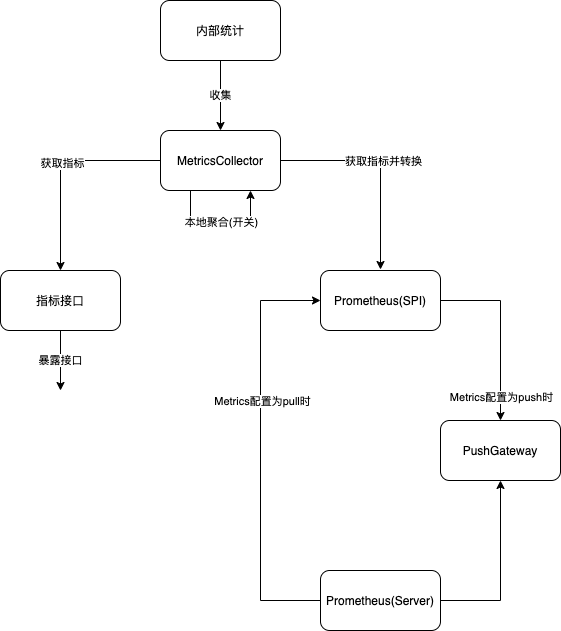 内部统计
收集
MetricsCollector
获取指标
获取指标并转换
本地聚合(开关)
指标接口
Prometheus(SPI)
暴露接口
Metrics配置为pull时
Metrics配置为push时
PushGateway
Prometheus(Server)